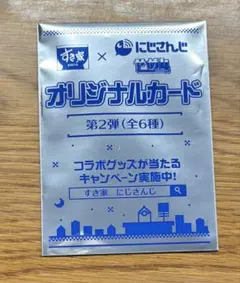 すき家 × にじさんじ
オリジナルカード
第2弾(全6種)
コラボグッズが当たる
キャンペーン実施中!
すき家 にじさんじ